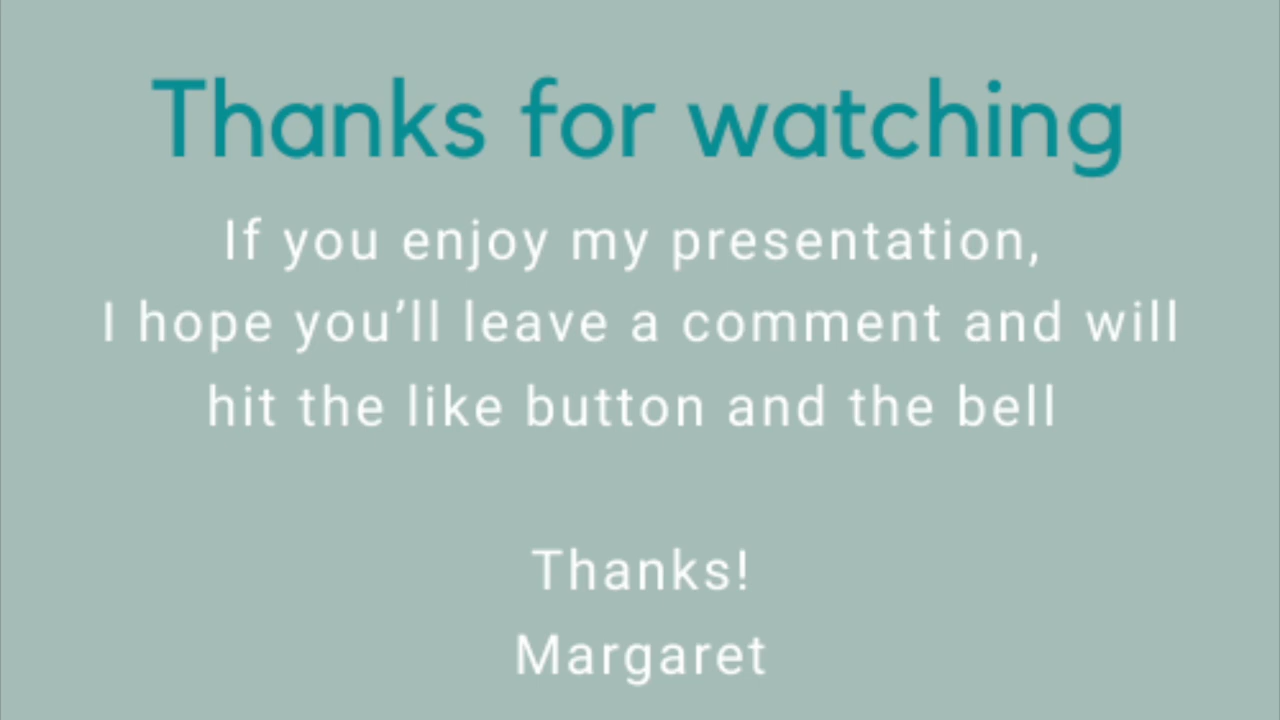 Thanks for watching
If you enjoy my presentation,
I hope you’ll leave a comment and will
hit the like button and the bell
Thanks!
Margaret